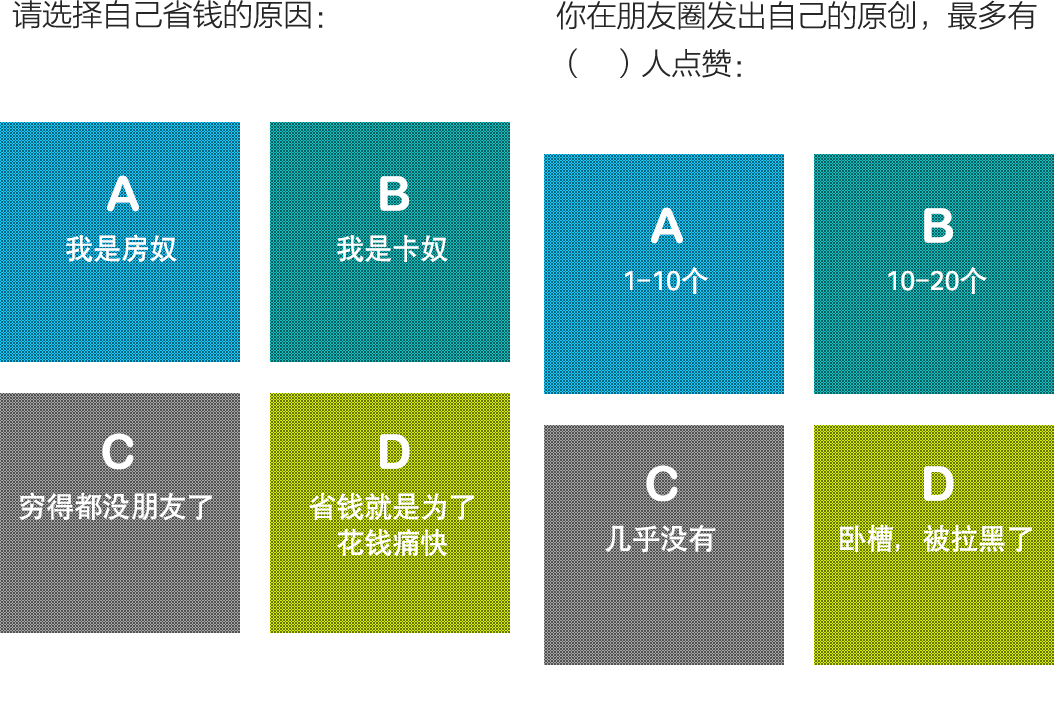 请选择自己省钱的原因：
A
我是房奴
B
我是卡奴
C
穷得都没朋友了
D
省钱就是为了
花钱痛快
你在朋友圈发出自己的原创，最多有
（　）人点赞：
A
1-10个
B
10-20个
C
几乎没有
D
卧槽，被拉黑了